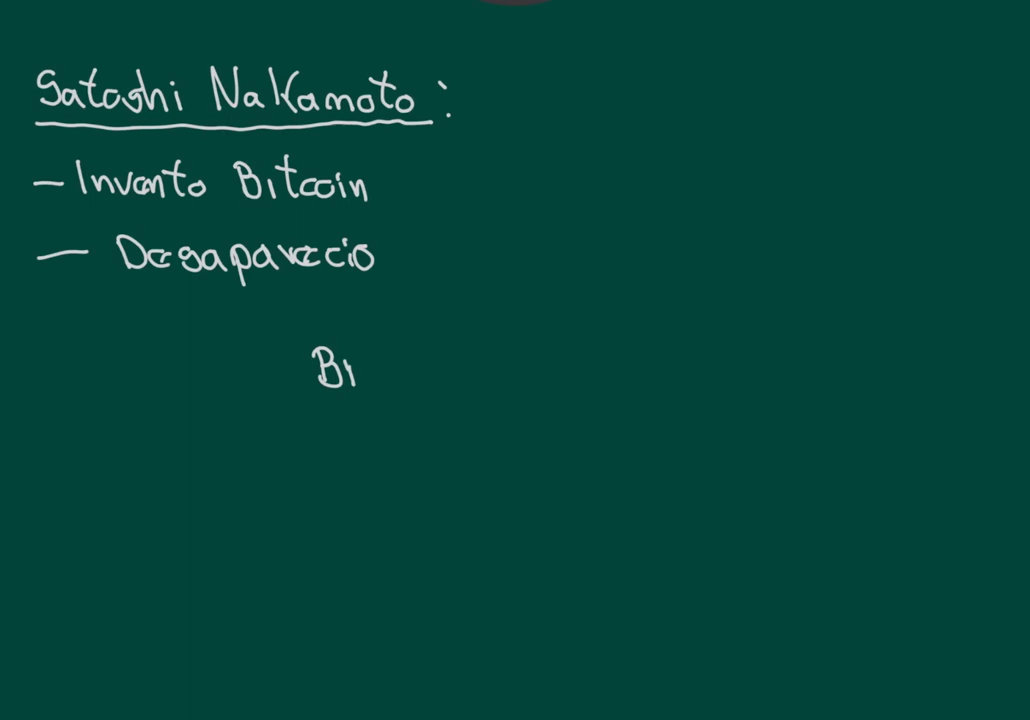 Satoshi Nakamoto:
- Invento Bitcoin
- Desaparecio
Bi